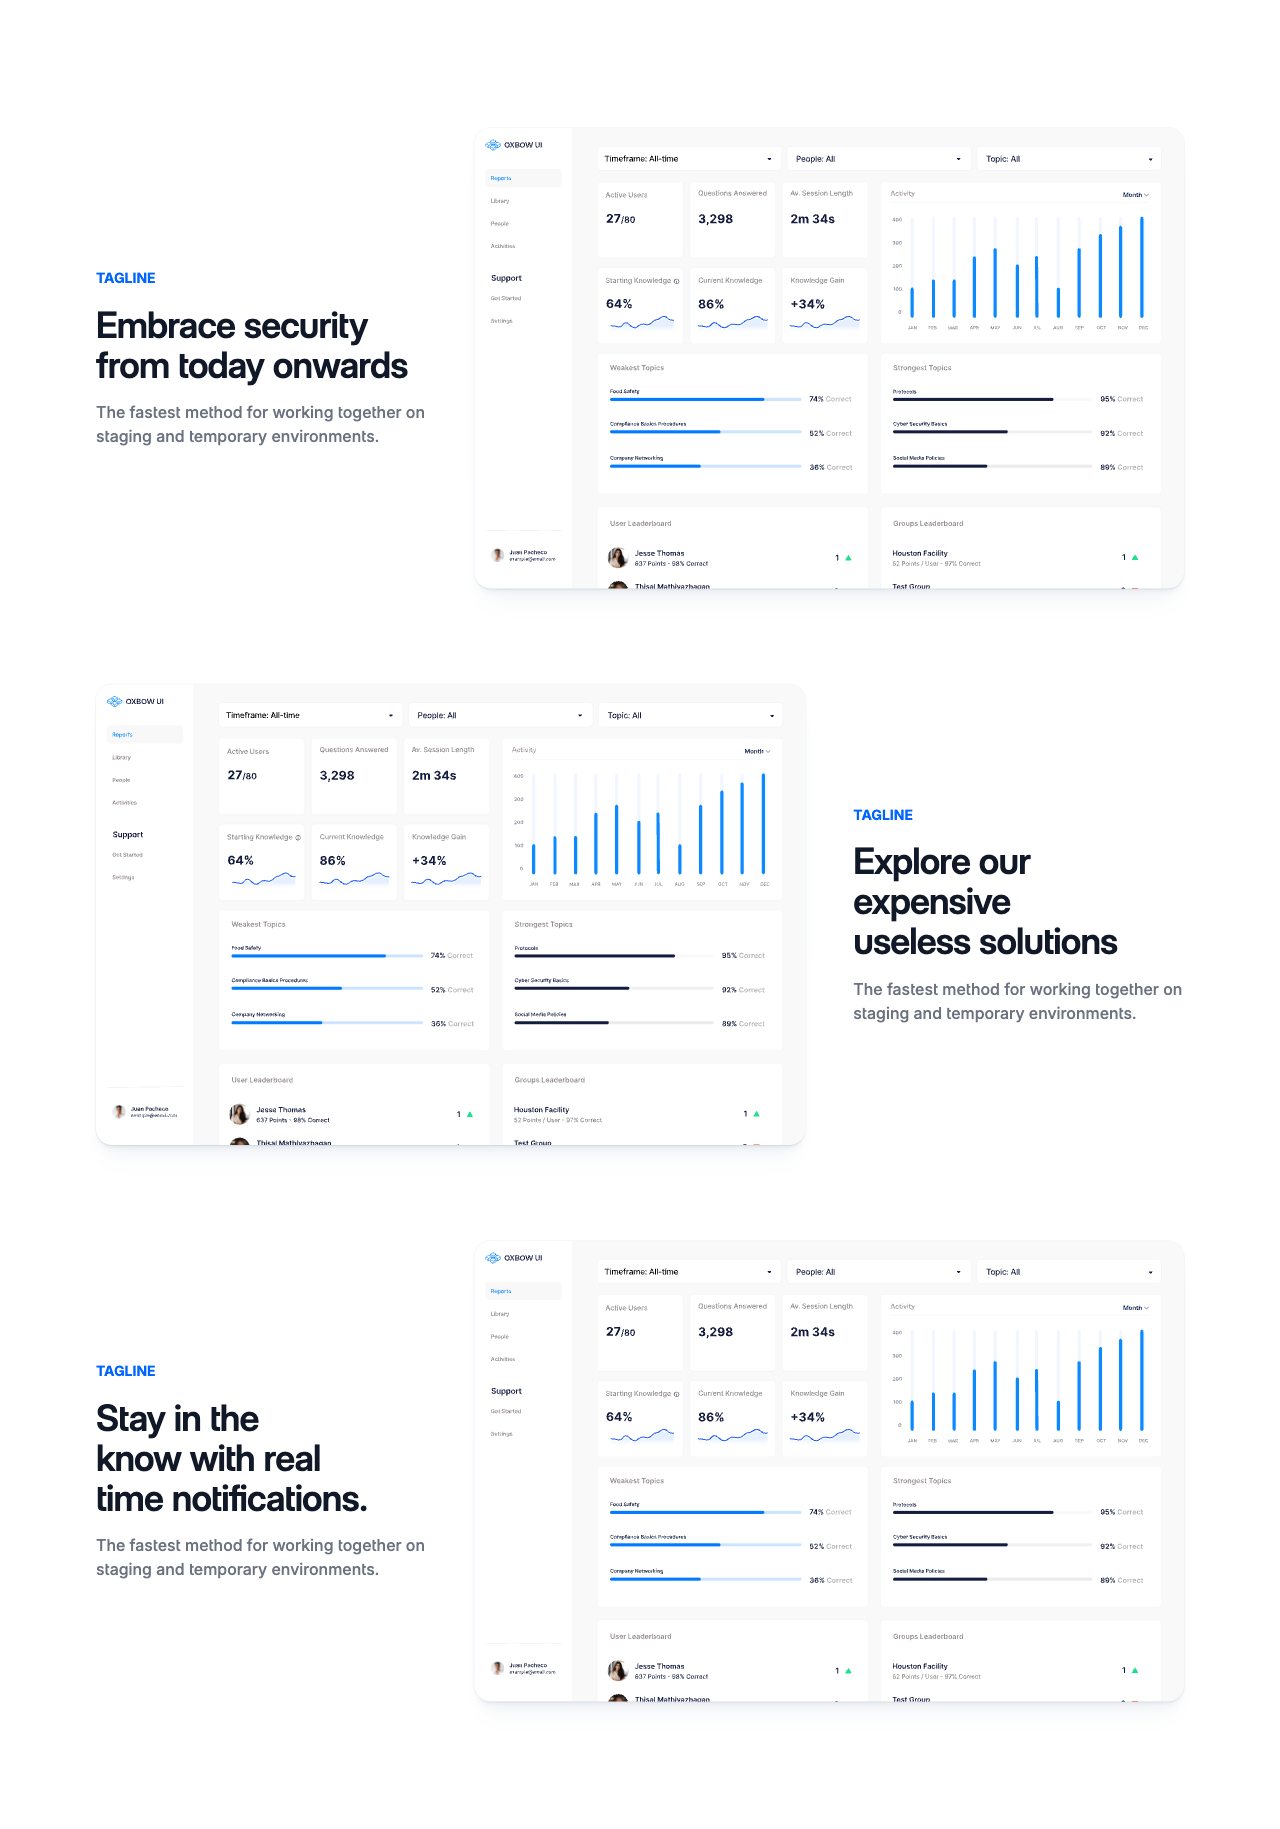 TAGLINE
Embrace security
from today onwards
The fastest method for working together on
staging and temporary environments.
OXBOW UI
Reports
Library
People
Activities
Support
Get Started
Settings
Juan Pacheco
example@email.com
Timeframe: All-time
People: All
Topic: All
Active Users
27/80
Questions Answered
3,298
Av. Session Length
2m 34s
Starting Knowledge
64%
Current Knowledge
86%
Knowledge Gain
+34%
Activity
Month
400
300
200
100
0
JAN FEB MAR APR MAY JUN JUL AUG SEP OCT NOV DEC
Weakest Topics
Food Safety
74% Correct
Compliance Basics Procedures
52% Correct
Company Networking
36% Correct
Strongest Topics
Protocols
95% Correct
Cyber Security Basics
92% Correct
Social Media Policies
89% Correct
User Leaderboard
Jesse Thomas
637 Points - 98% Correct
1
Thisal Mathiyazhagan
Groups Leaderboard
Houston Facility
52 Points / User - 97% Correct
1
Test Group
OXBOW UI
Reports
Library
People
Activities
Support
Get Started
Settings
Juan Pacheco
example@email.com
Timeframe: All-time
People: All
Topic: All
Active Users
27/80
Questions Answered
3,298
Av. Session Length
2m 34s
Starting Knowledge
64%
Current Knowledge
86%
Knowledge Gain
+34%
Activity
Month
400
300
200
100
0
JAN FEB MAR APR MAY JUN JUL AUG SEP OCT NOV DEC
Weakest Topics
Food Safety
74% Correct
Compliance Basics Procedures
52% Correct
Company Networking
36% Correct
Strongest Topics
Protocols
95% Correct
Cyber Security Basics
92% Correct
Social Media Policies
89% Correct
User Leaderboard
Jesse Thomas
637 Points - 98% Correct
1
Thisal Mathiyazhagan
Groups Leaderboard
Houston Facility
52 Points / User - 97% Correct
1
Test Group
TAGLINE
Explore our
expensive
useless solutions
The fastest method for working together on
staging and temporary environments.
TAGLINE
Stay in the
know with real
time notifications.
The fastest method for working together on
staging and temporary environments.
OXBOW UI
Reports
Library
People
Activities
Support
Get Started
Settings
Juan Pacheco
example@email.com
Timeframe: All-time
People: All
Topic: All
Active Users
27/80
Questions Answered
3,298
Av. Session Length
2m 34s
Starting Knowledge
64%
Current Knowledge
86%
Knowledge Gain
+34%
Activity
Month
400
300
200
100
0
JAN FEB MAR APR MAY JUN JUL AUG SEP OCT NOV DEC
Weakest Topics
Food Safety
74% Correct
Compliance Basics Procedures
52% Correct
Company Networking
36% Correct
Strongest Topics
Protocols
95% Correct
Cyber Security Basics
92% Correct
Social Media Policies
89% Correct
User Leaderboard
Jesse Thomas
637 Points - 98% Correct
1
Thisal Mathiyazhagan
Groups Leaderboard
Houston Facility
52 Points / User - 97% Correct
1
Test Group